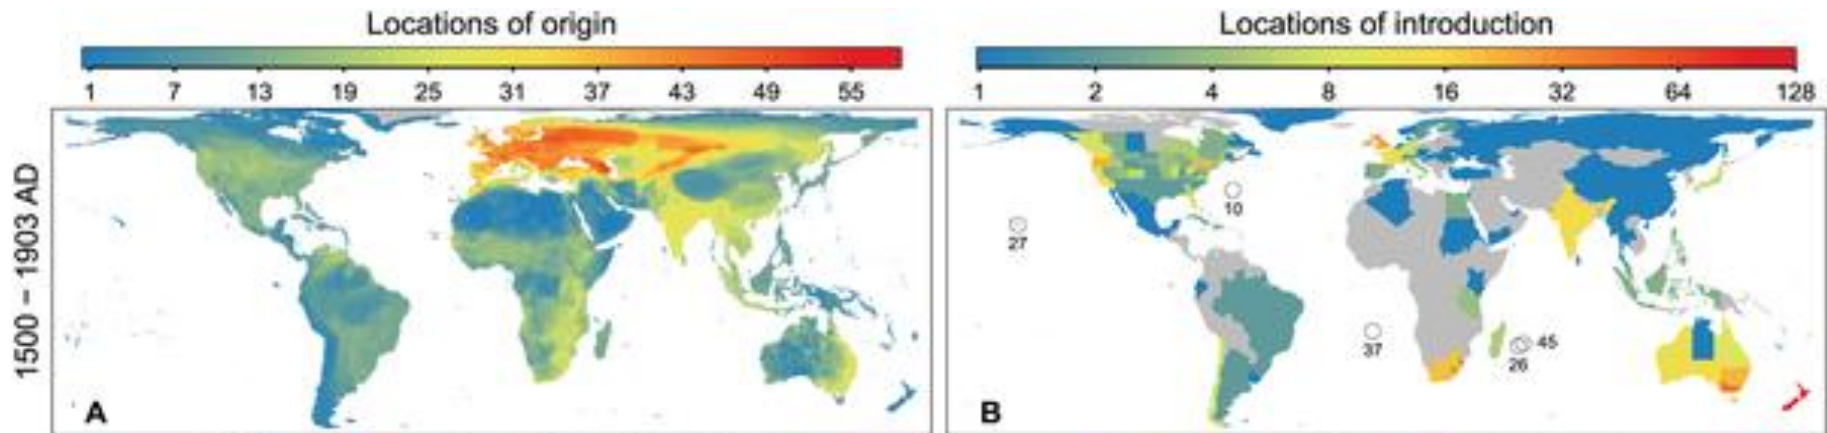 Locations of origin
1 7 13 19 25 31 37 43 49 55
Locations of introduction
1 2 4 8 16 32 64 128
1500 – 1903 AD
A
10
27
37
45
26
B